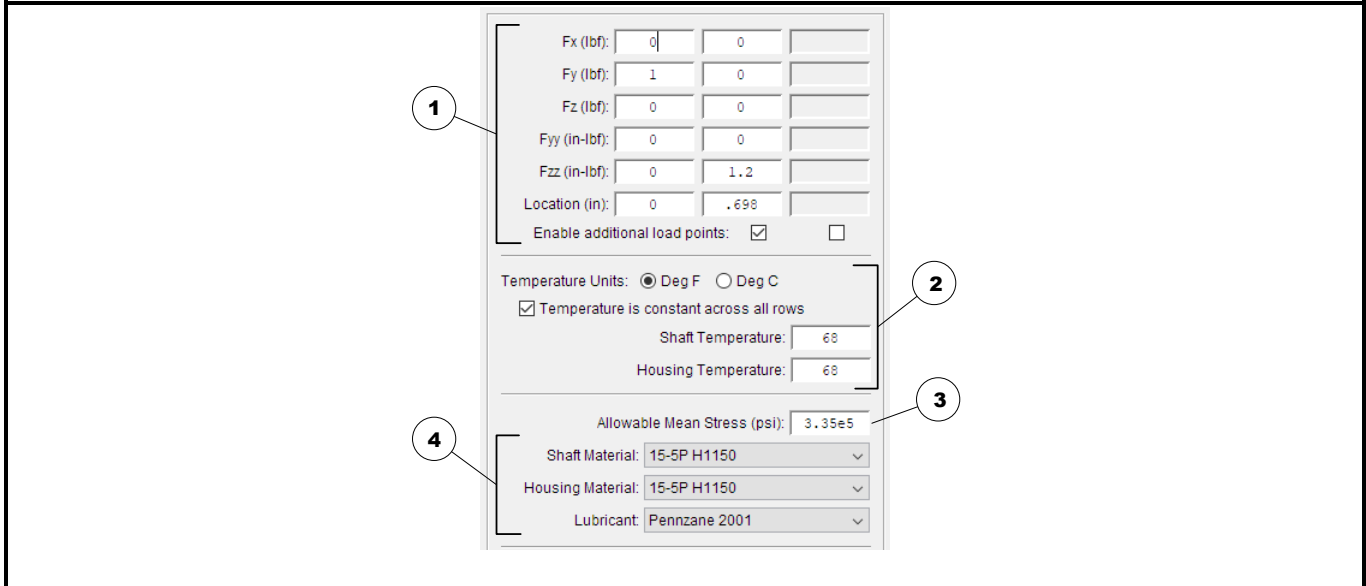 Fx (lbf): 0 0
Fy (lbf): 1 0
1
Fz (lbf): 0 0
Fyy (in-lbf): 0 0
Fzz (in-lbf): 0 1.2
Location (in): 0 .698
Enable additional load points:
Temperature Units: Deg F Deg C
2
Temperature is constant across all rows
Shaft Temperature: 68
Housing Temperature: 68
3
Allowable Mean Stress (psi): 3.35e5
4
Shaft Material: 15-5P H1150
Housing Material: 15-5P H1150
Lubricant: Pennzane 2001